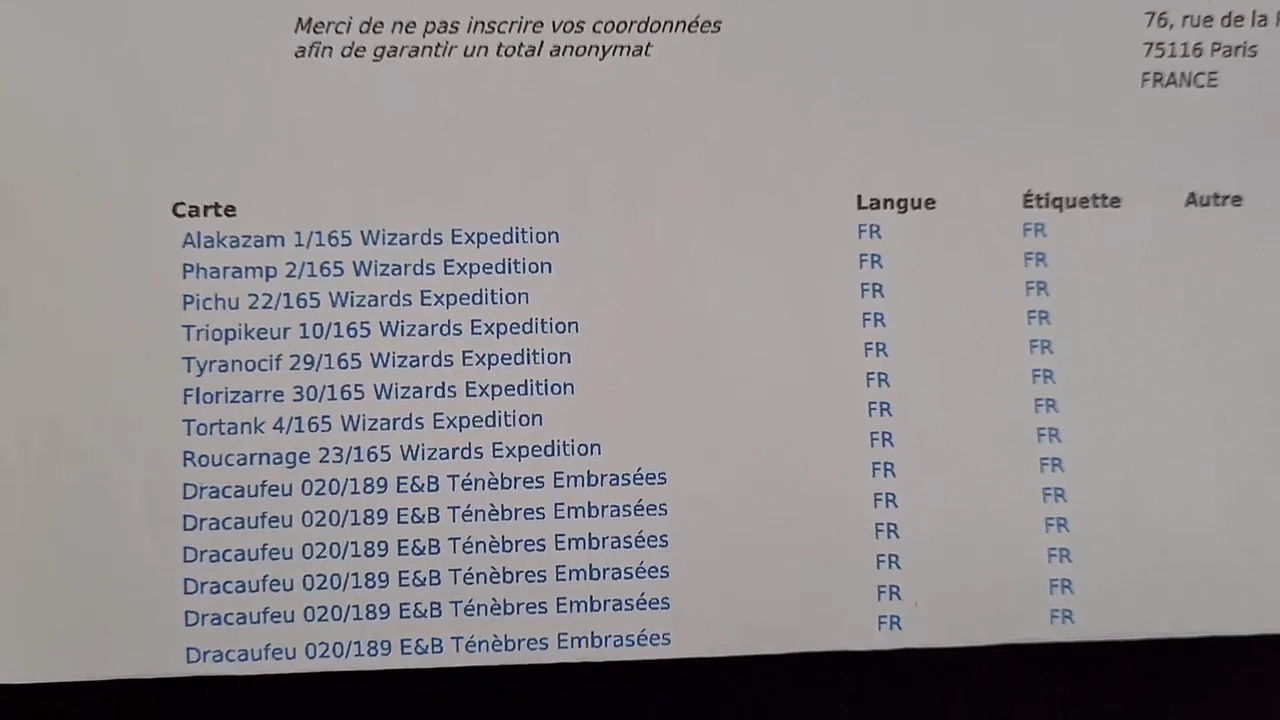 Merci de ne pas inscrire vos coordonnées
afin de garantir un total anonymat
76, rue de la
75116 Paris
FRANCE
Carte Langue Étiquette Autre
Alakazam 1/165 Wizards Expedition FR FR
Pharamp 2/165 Wizards Expedition FR FR
Pichu 22/165 Wizards Expedition FR FR
Triopikeur 10/165 Wizards Expedition FR FR
Tyranocif 29/165 Wizards Expedition FR FR
Florizarre 30/165 Wizards Expedition FR FR
Tortank 4/165 Wizards Expedition FR FR
Roucarnage 23/165 Wizards Expedition FR FR
Dracaufeu 020/189 E&B Ténèbres Embrasées FR FR
Dracaufeu 020/189 E&B Ténèbres Embrasées FR FR
Dracaufeu 020/189 E&B Ténèbres Embrasées FR FR
Dracaufeu 020/189 E&B Ténèbres Embrasées FR FR
Dracaufeu 020/189 E&B Ténèbres Embrasées FR FR
Dracaufeu 020/189 E&B Ténèbres Embrasées FR FR